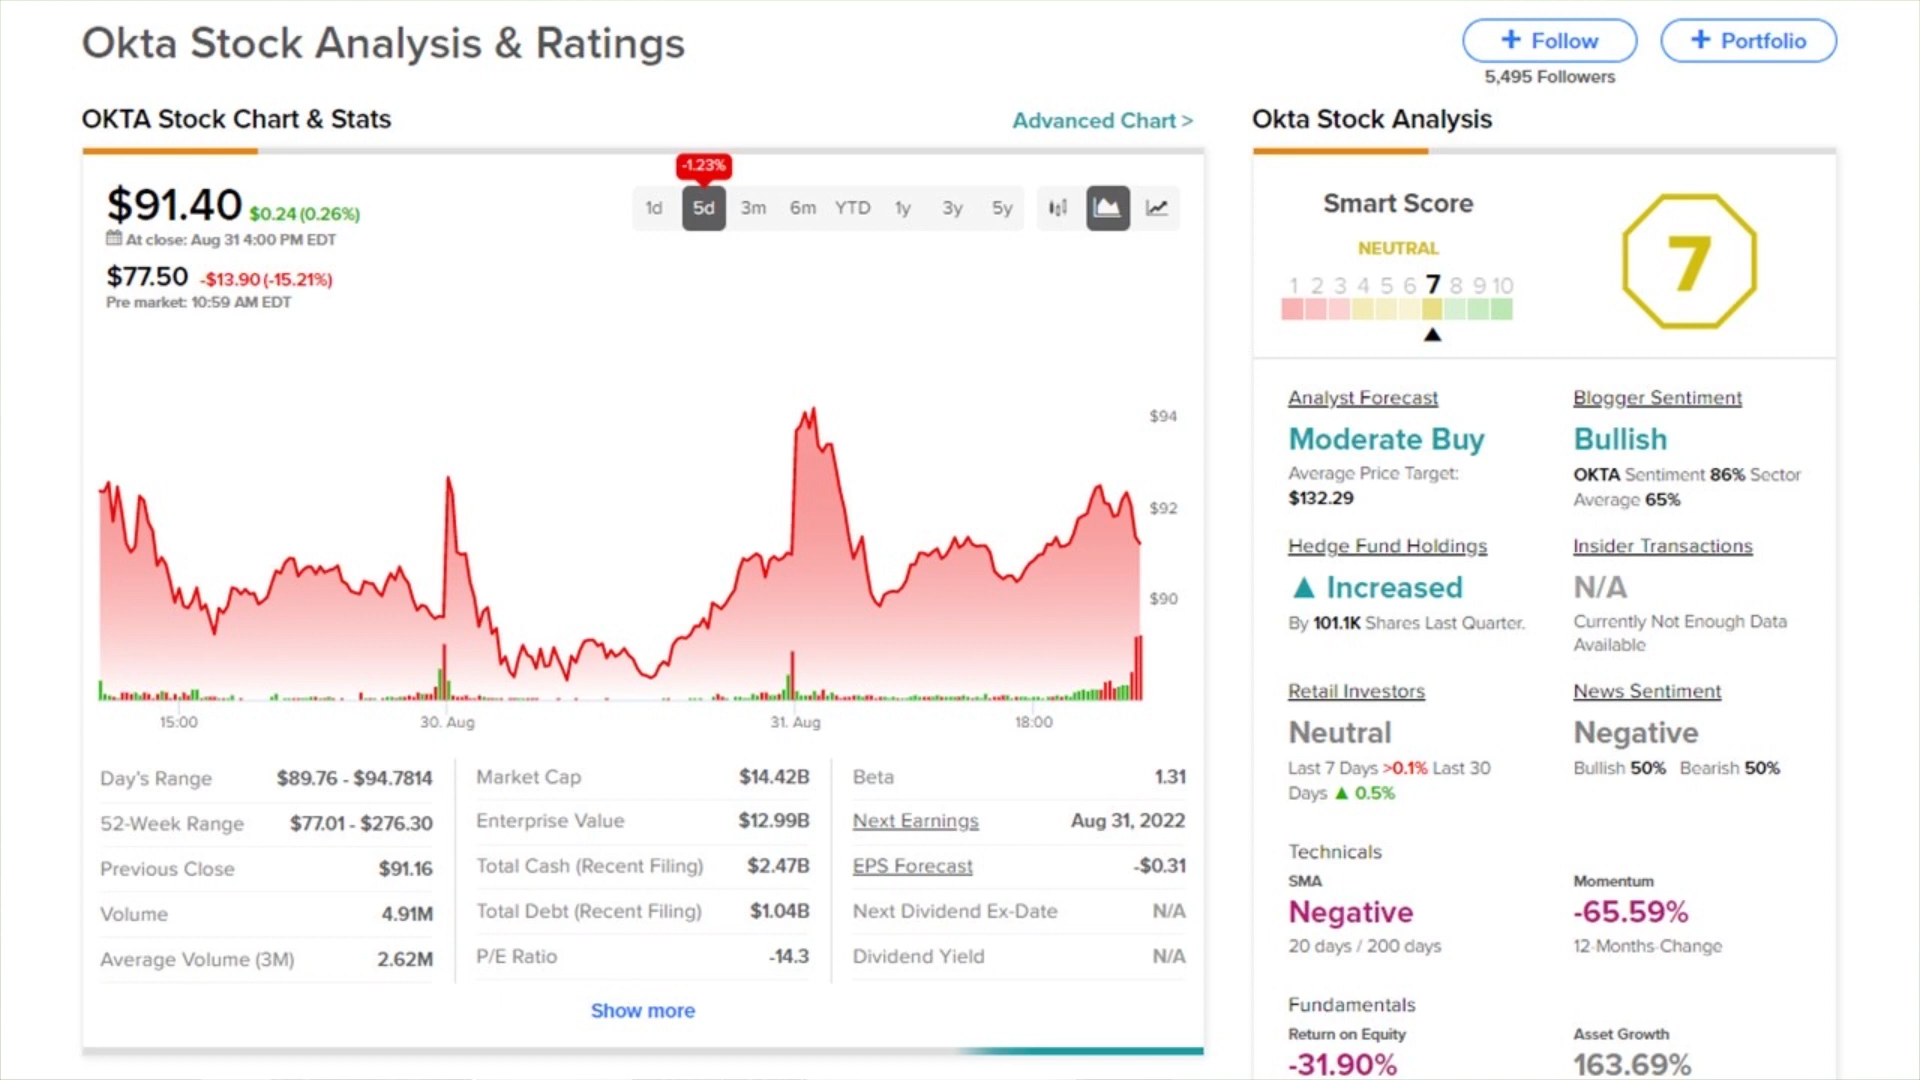 Okta Stock Analysis & Ratings
+ Follow
+ Portfolio
5,495 Followers
OKTA Stock Chart & Stats
Advanced Chart >
-1.23%
$91.40 $0.24 (0.26%)
At close: Aug 31 4:00 PM EDT
$77.50 -$13.90 (-15.21%)
Pre market: 10:59 AM EDT
1d 5d 3m 6m YTD 1y 3y 5y
$94
$92
$90
15:00 30. Aug 31. Aug 18:00
Day's Range $89.76 - $94.7814
52-Week Range $77.01 - $276.30
Previous Close $91.16
Volume 4.91M
Average Volume (3M) 2.62M
Market Cap $14.42B
Enterprise Value $12.99B
Total Cash (Recent Filing) $2.47B
Total Debt (Recent Filing) $1.04B
P/E Ratio -14.3
Beta 1.31
Next Earnings Aug 31, 2022
EPS Forecast -$0.31
Next Dividend Ex-Date N/A
Dividend Yield N/A
Show more
Okta Stock Analysis
Smart Score
NEUTRAL
1 2 3 4 5 6 7 8 9 10
7
Analyst Forecast
Moderate Buy
Average Price Target:
$132.29
Blogger Sentiment
Bullish
OKTA Sentiment 86% Sector
Average 65%
Hedge Fund Holdings
▲ Increased
By 101.1K Shares Last Quarter.
Insider Transactions
N/A
Currently Not Enough Data
Available
Retail Investors
Neutral
Last 7 Days >0.1% Last 30
Days ▲ 0.5%
News Sentiment
Negative
Bullish 50% Bearish 50%
Technicals
SMA
Negative
20 days / 200 days
Momentum
-65.59%
12-Months-Change
Fundamentals
Return on Equity
-31.90%
Asset Growth
163.69%